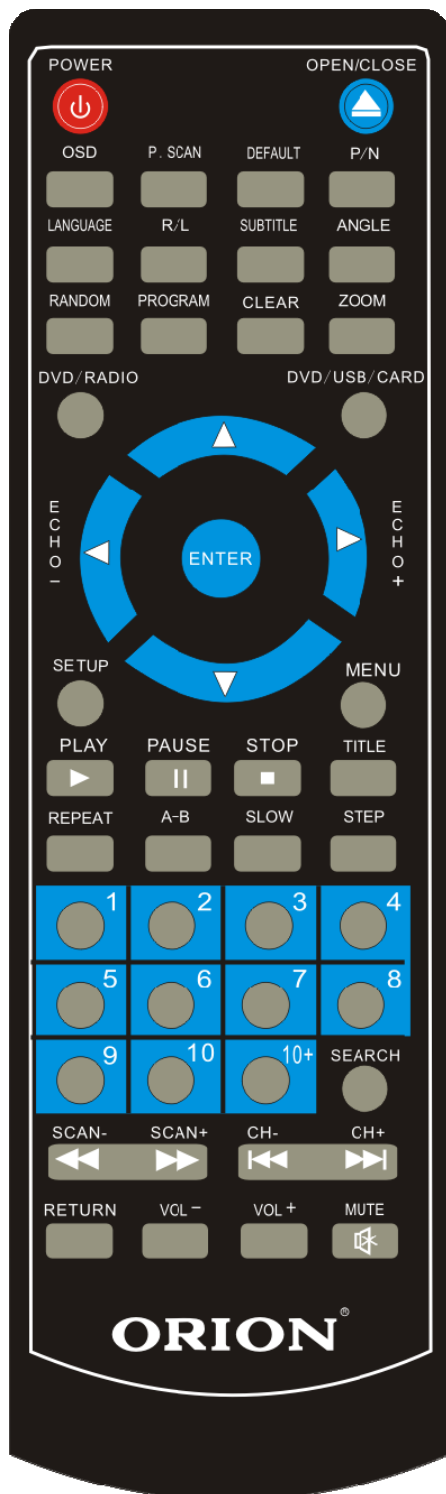 POWER OPEN/CLOSE
OSD P. SCAN DEFAULT P/N
LANGUAGE R/L SUBTITLE ANGLE
RANDOM PROGRAM CLEAR ZOOM
DVD/RADIO DVD/USB/CARD
ECHO- ECHO+
ENTER
SETUP MENU
PLAY PAUSE STOP TITLE
REPEAT A-B SLOW STEP
1 2 3 4
5 6 7 8
9 10 10+ SEARCH
SCAN- SCAN+ CH- CH+
RETURN VOL- VOL+ MUTE
ORION®